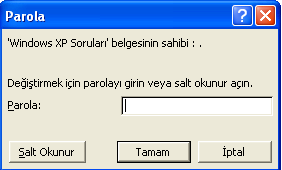 Parola
'Windows XP Soruları' belgesinin sahibi : .
Değiştirmek için parolayı girin veya salt okunur açın.
Parola:
Salt Okunur
Tamam
İptal